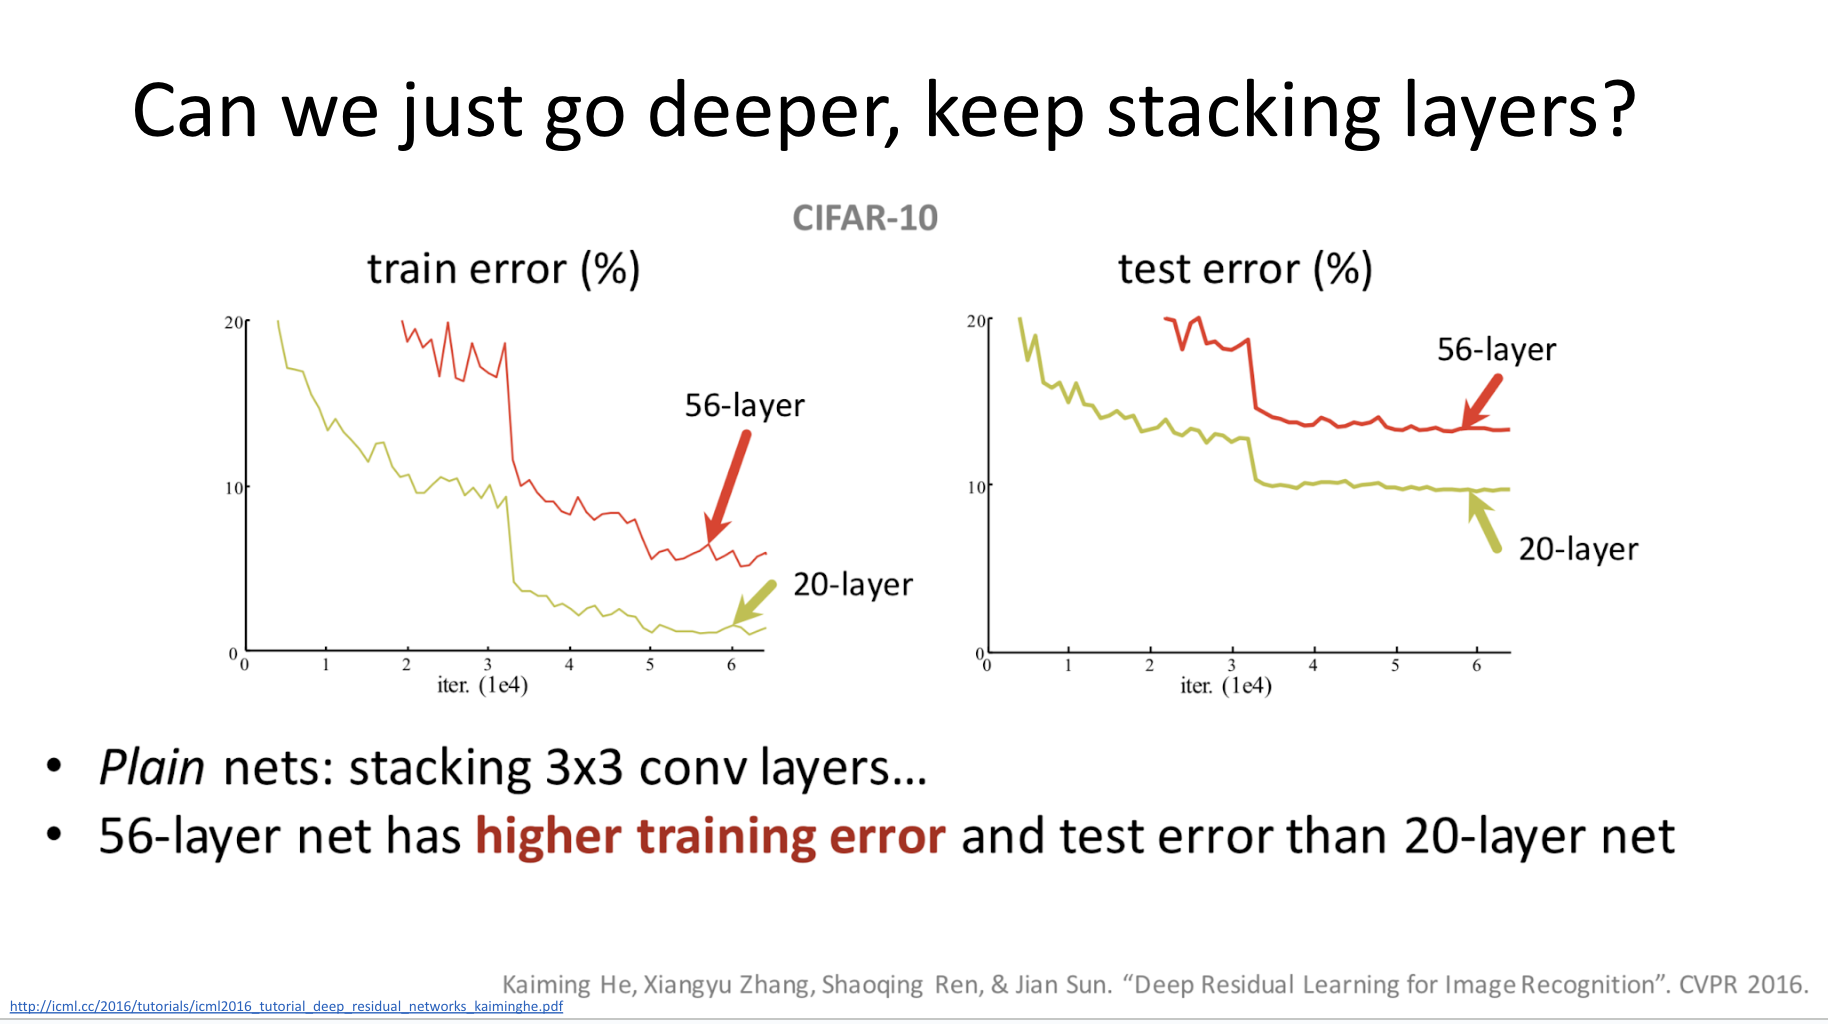 Can we just go deeper, keep stacking layers?
CIFAR-10
train error (%)
20
10
0
0 1 2 3 4 5 6
iter. (1e4)
56-layer
20-layer
test error (%)
20
10
0
0 1 2 3 4 5 6
iter. (1e4)
56-layer
20-layer
• Plain nets: stacking 3x3 conv layers…
• 56-layer net has higher training error and test error than 20-layer net
Kaiming He, Xiangyu Zhang, Shaoqing Ren, & Jian Sun. “Deep Residual Learning for Image Recognition”. CVPR 2016.
http://icml.cc/2016/tutorials/icml2016_tutorial_deep_residual_networks_kaiminghe.pdf